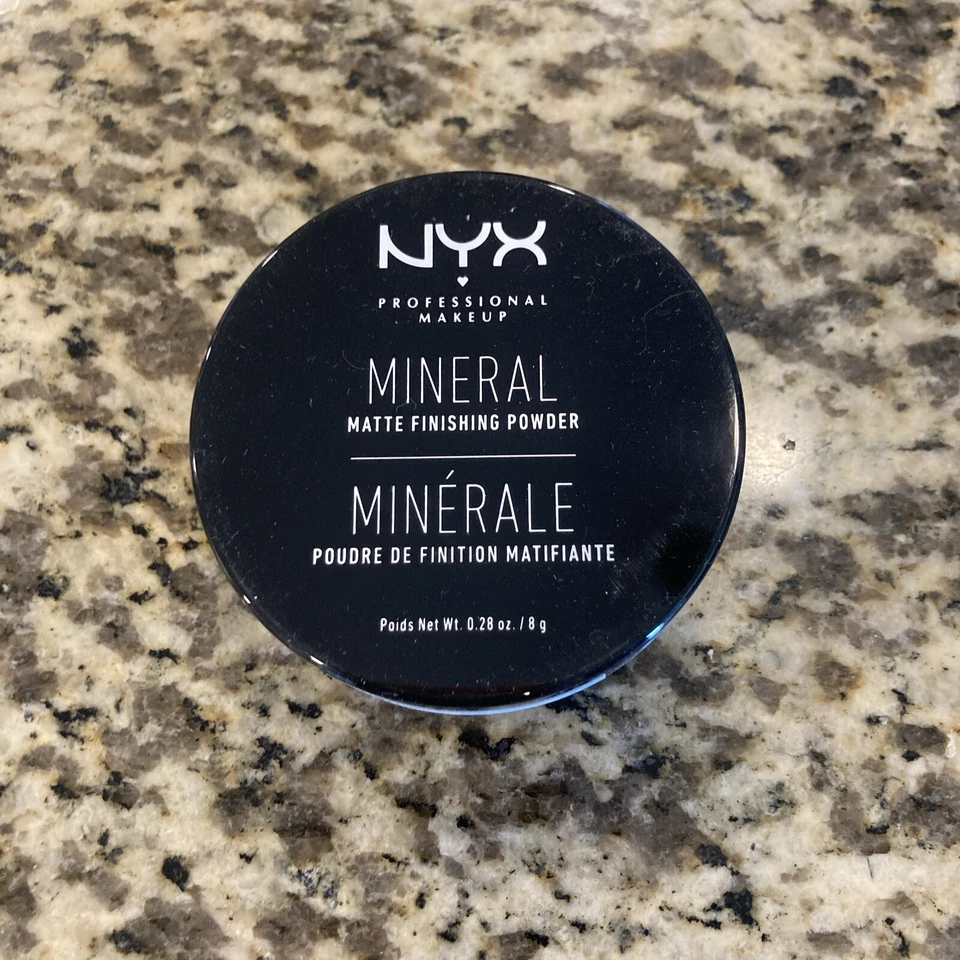 NYX
PROFESSIONAL
MAKEUP
MINERAL
MATTE FINISHING POWDER
MINÉRALE
POUDRE DE FINITION MATIFIANTE
Poids Net Wt. 0.28 oz. / 8 g